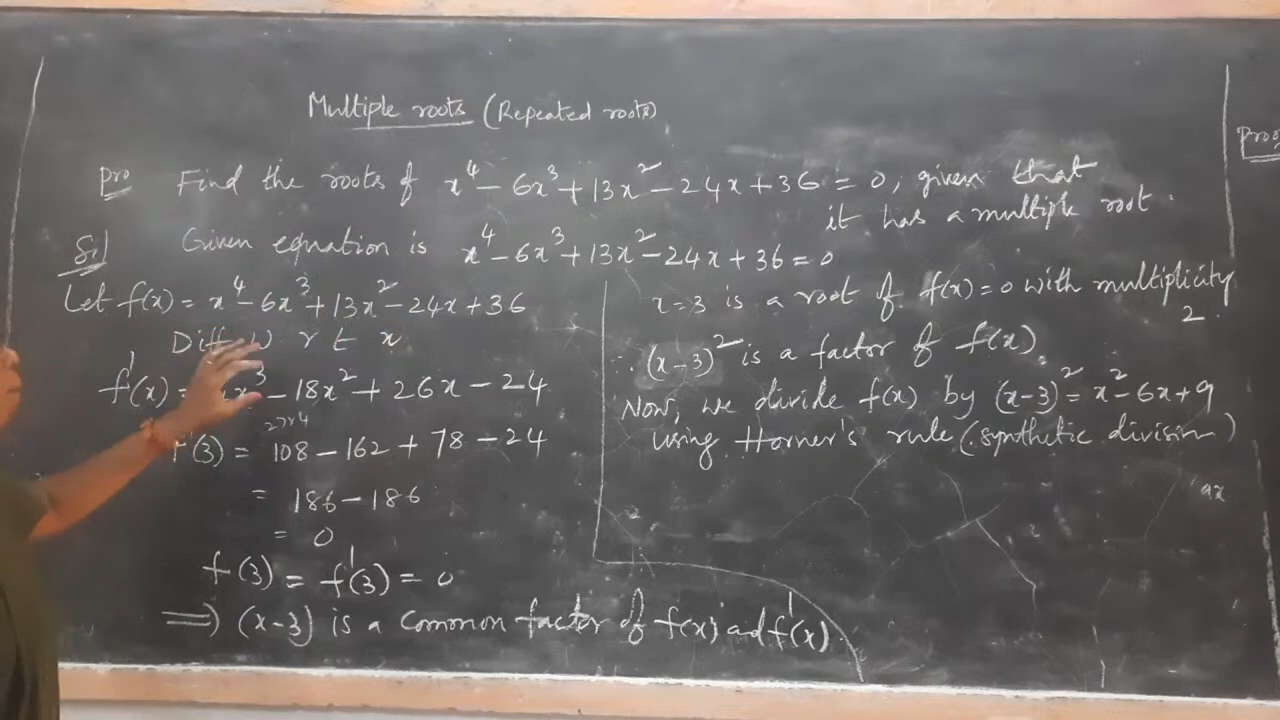 Multiple roots (Repeated roots)
Pro Find the roots of x⁴ - 6x³ + 13x² - 24x + 36 = 0, given that
it has a multiple root.
Sol Given equation is x⁴ - 6x³ + 13x² - 24x + 36 = 0
Let f(x) = x⁴ - 6x³ + 13x² - 24x + 36
w r t x
f'(x) = x³ - 18x² + 26x - 24
27×4
f'(3) = 108 - 162 + 78 - 24
= 186 - 186
= 0
f(3) = f'(3) = 0
⟹ (x-3) is a common factor of f(x) ad f'(x)
x=3 is a root of f(x)=0 with multiplicity
2.
∴ (x-3)² is a factor of f(x).
Now, we divide f(x) by (x-3)² = x² - 6x + 9
using Horner's rule (synthetic division)
ax